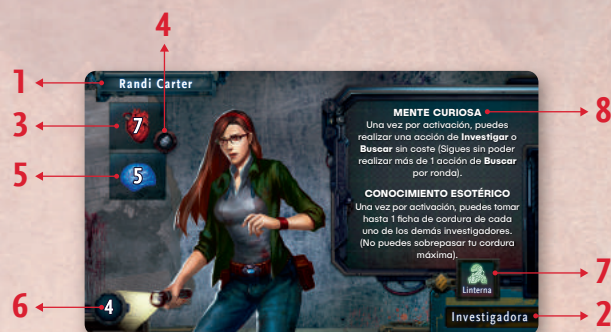 4
1
Randi Carter
3
7
5
5
MENTE CURIOSA
8
Una vez por activación, puedes
realizar una acción de Investigar o
Buscar sin coste (Sigues sin poder
realizar más de 1 acción de Buscar
por ronda).
CONOCIMIENTO ESOTÉRICO
Una vez por activación, puedes tomar
hasta 1 ficha de cordura de cada
uno de los demás investigadores.
(No puedes sobrepasar tu cordura
máxima).
6
4
Linterna
7
Investigadora
2